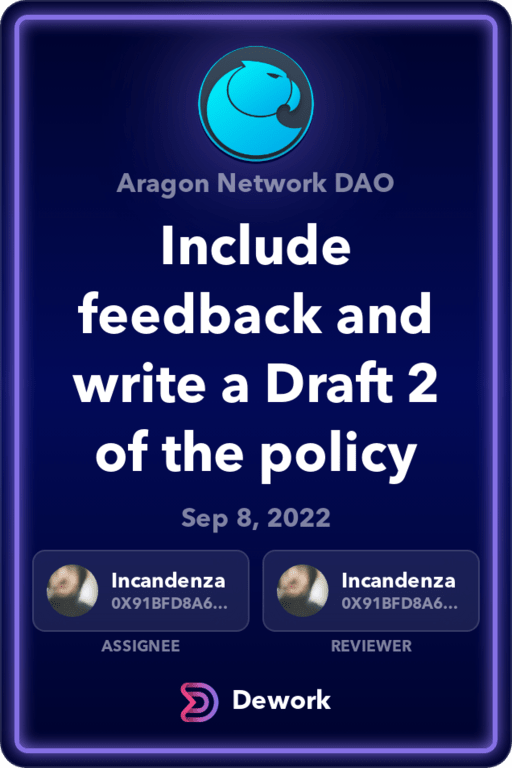 Aragon Network DAO
Include
feedback and
write a Draft 2
of the policy
Sep 8, 2022
Incandenza
0X91BFD8A6...
ASSIGNEE
Incandenza
0X91BFD8A6...
REVIEWER
Dework